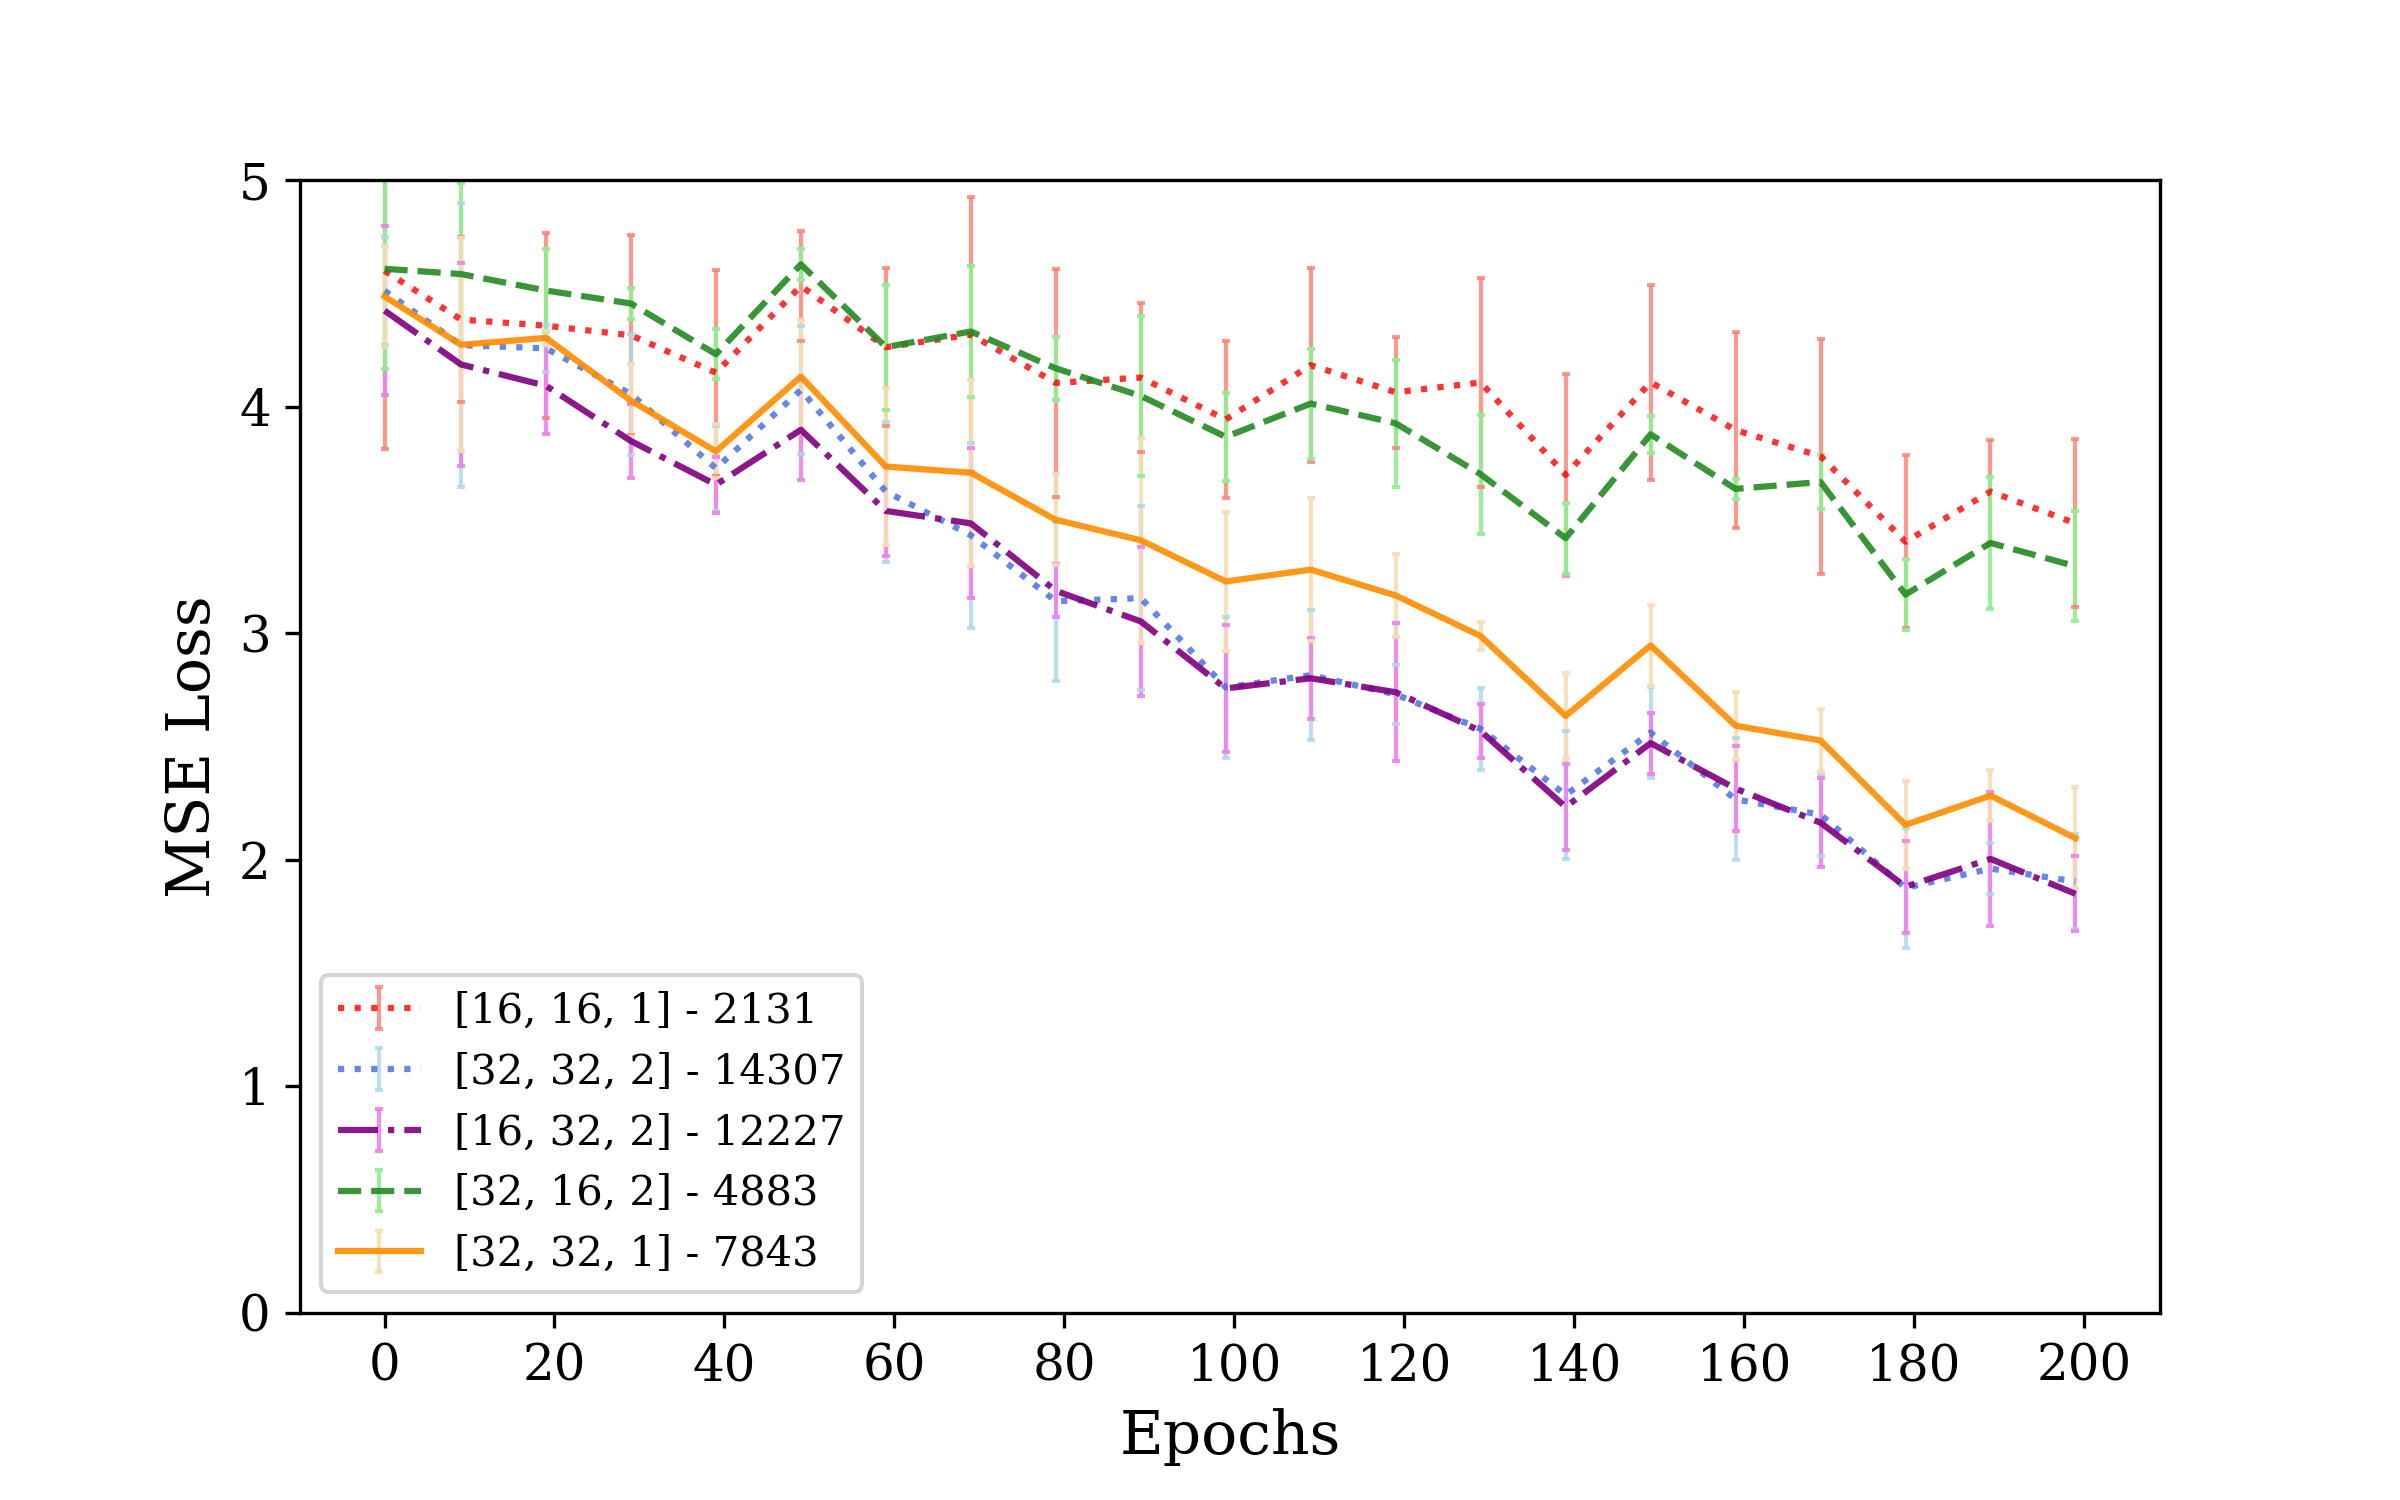 5
4
3
2
1
0
MSE Loss
[16, 16, 1] - 2131
[32, 32, 2] - 14307
[16, 32, 2] - 12227
[32, 16, 2] - 4883
[32, 32, 1] - 7843
0 20 40 60 80 100 120 140 160 180 200
Epochs